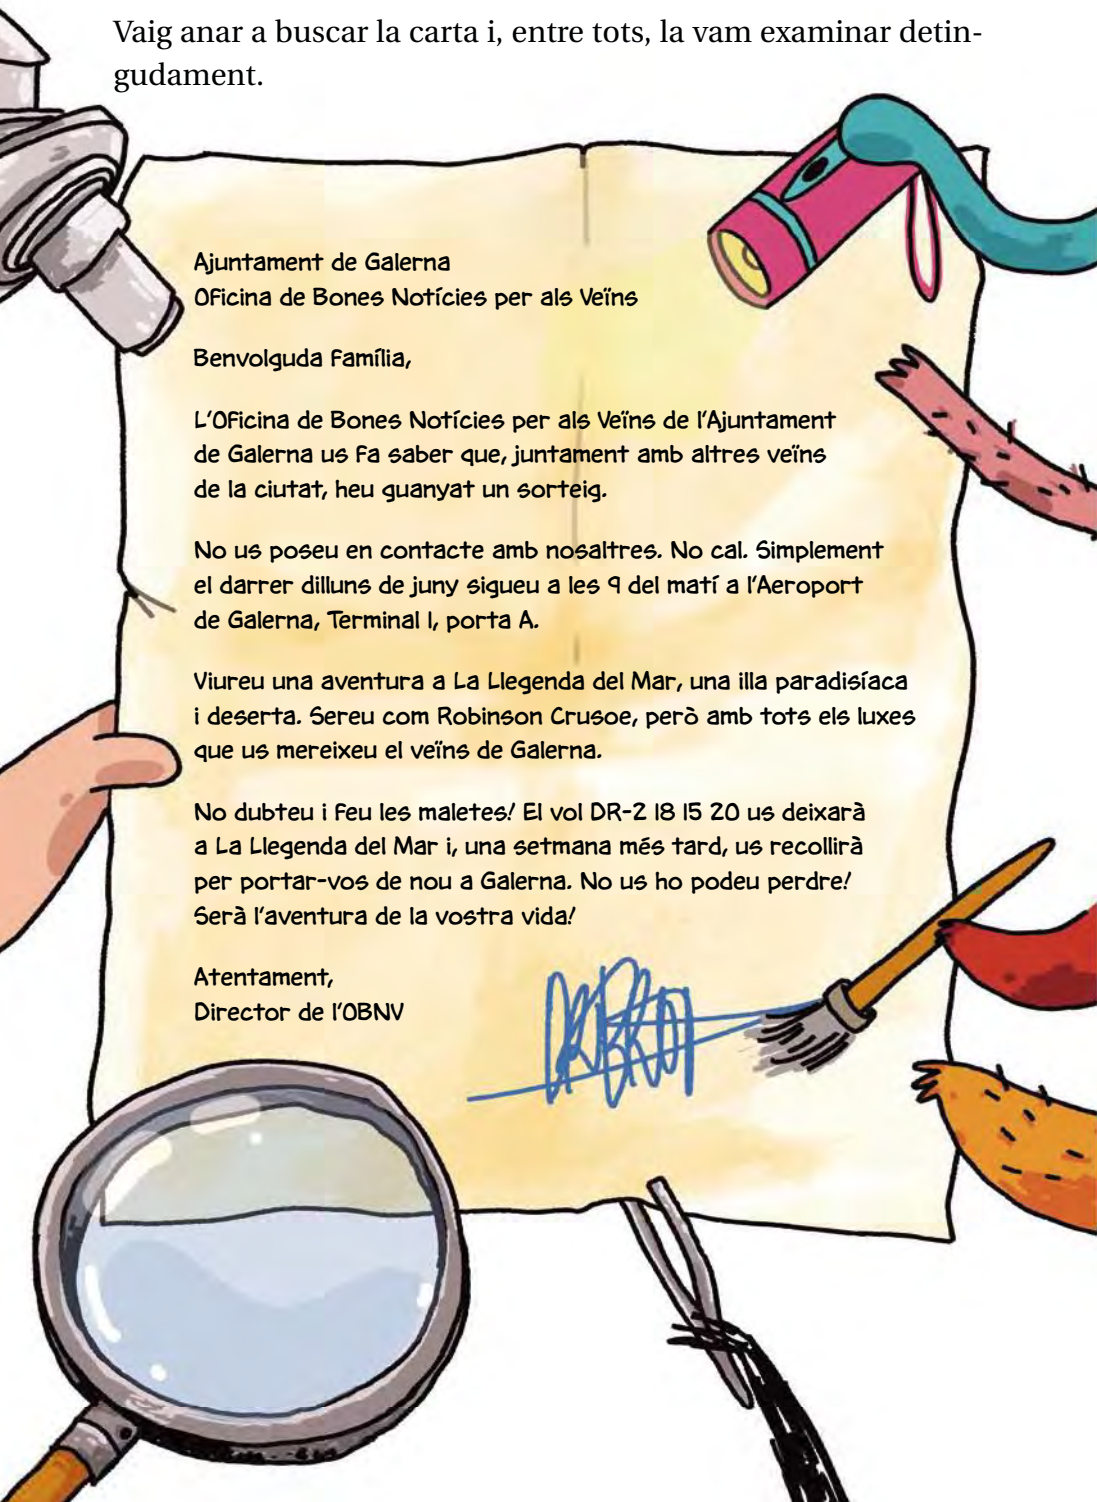 Vaig anar a buscar la carta i, entre tots, la vam examinar detin-
gudament.
Ajuntament de Galerna
Oficina de Bones Notícies per als Veïns
Benvolguda família,
L'Oficina de Bones Notícies per als Veïns de l'Ajuntament
de Galerna us fa saber que, juntament amb altres veïns
de la ciutat, heu guanyat un sorteig.
No us poseu en contacte amb nosaltres. No cal. Simplement
el darrer dilluns de juny sigueu a les 9 del matí a l'Aeroport
de Galerna, Terminal 1, porta A.
Viureu una aventura a La Llegenda del Mar, una illa paradisíaca
i deserta. Sereu com Robinson Crusoe, però amb tots els luxes
que us mereixeu el veïns de Galerna.
No dubteu i feu les maletes! El vol DR-2 18 15 20 us deixarà
a La Llegenda del Mar i, una setmana més tard, us recollirà
per portar-vos de nou a Galerna. No us ho podeu perdre!
Serà l'aventura de la vostra vida!
Atentament,
Director de l'OBNV